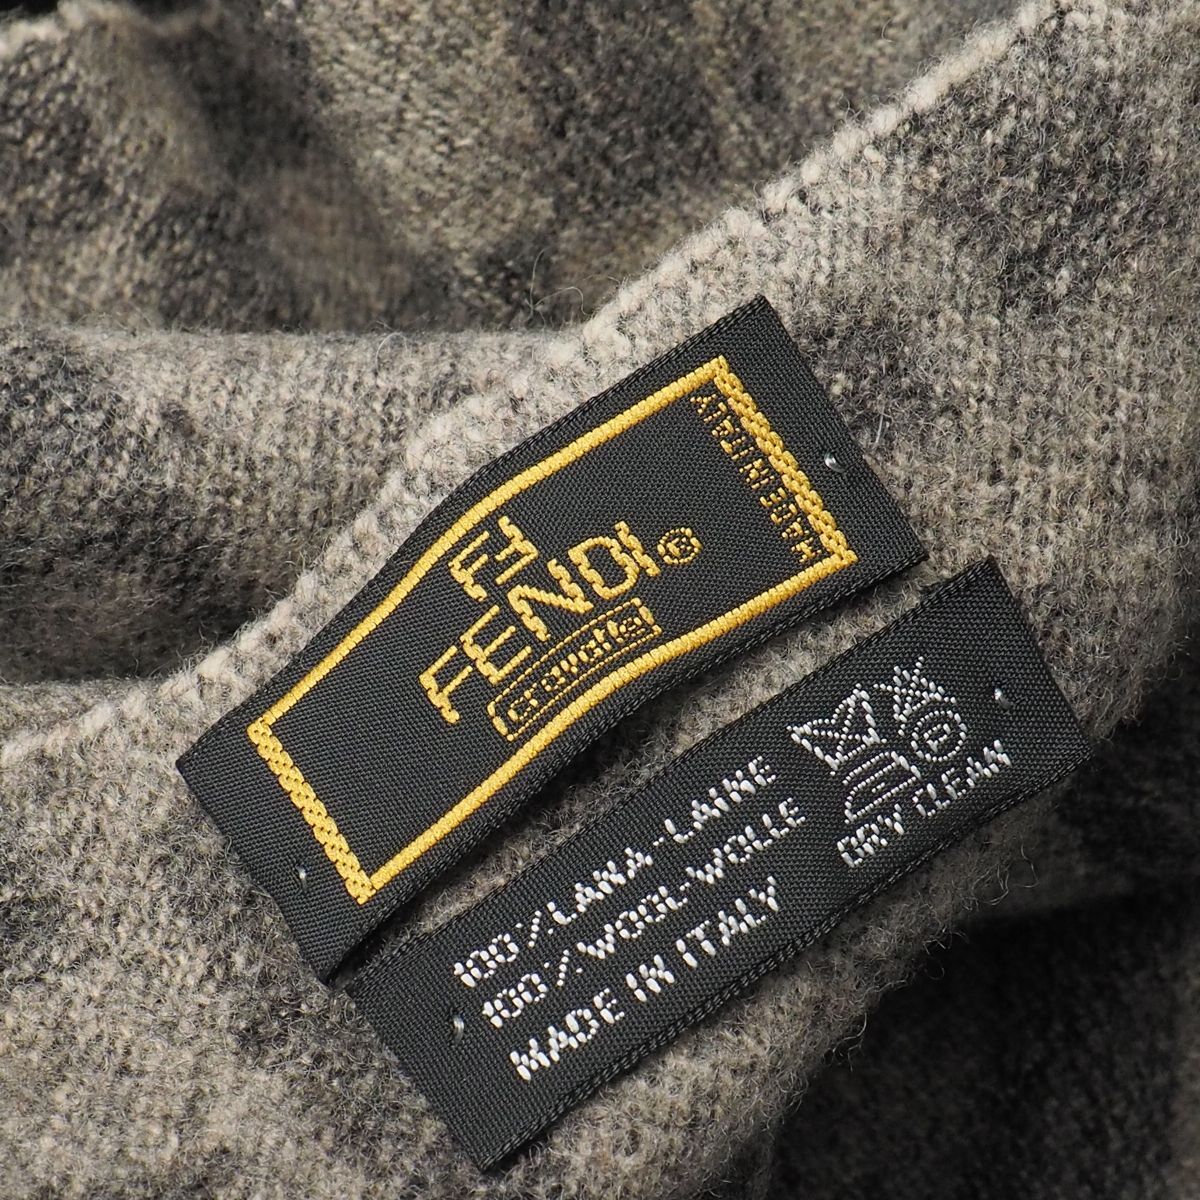 FF
FENDI®
cravatte
MADE IN ITALY
100% LANA-LAINE
100% WOOL-WOLLE
MADE IN ITALY
P
DRY CLEAN